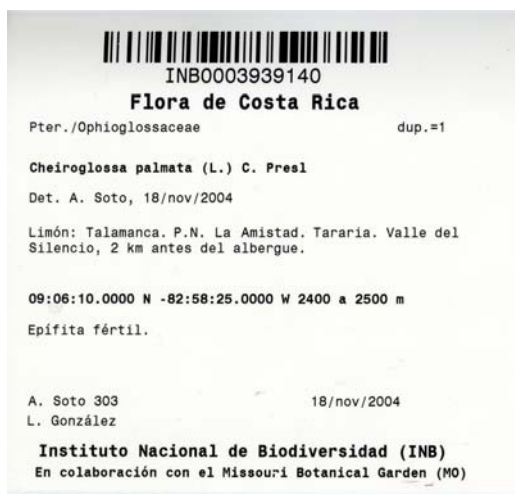 INB0003939140
Flora de Costa Rica
Pter./Ophioglossaceae dup.=1
Cheiroglossa palmata (L.) C. Presl
Det. A. Soto, 18/nov/2004
Limón: Talamanca. P.N. La Amistad. Tararia. Valle del
Silencio, 2 km antes del albergue.
09:06:10.0000 N -82:58:25.0000 W 2400 a 2500 m
Epífita fértil.
A. Soto 303 18/nov/2004
L. González
Instituto Nacional de Biodiversidad (INB)
En colaboración con el Missouri Botanical Garden (MO)